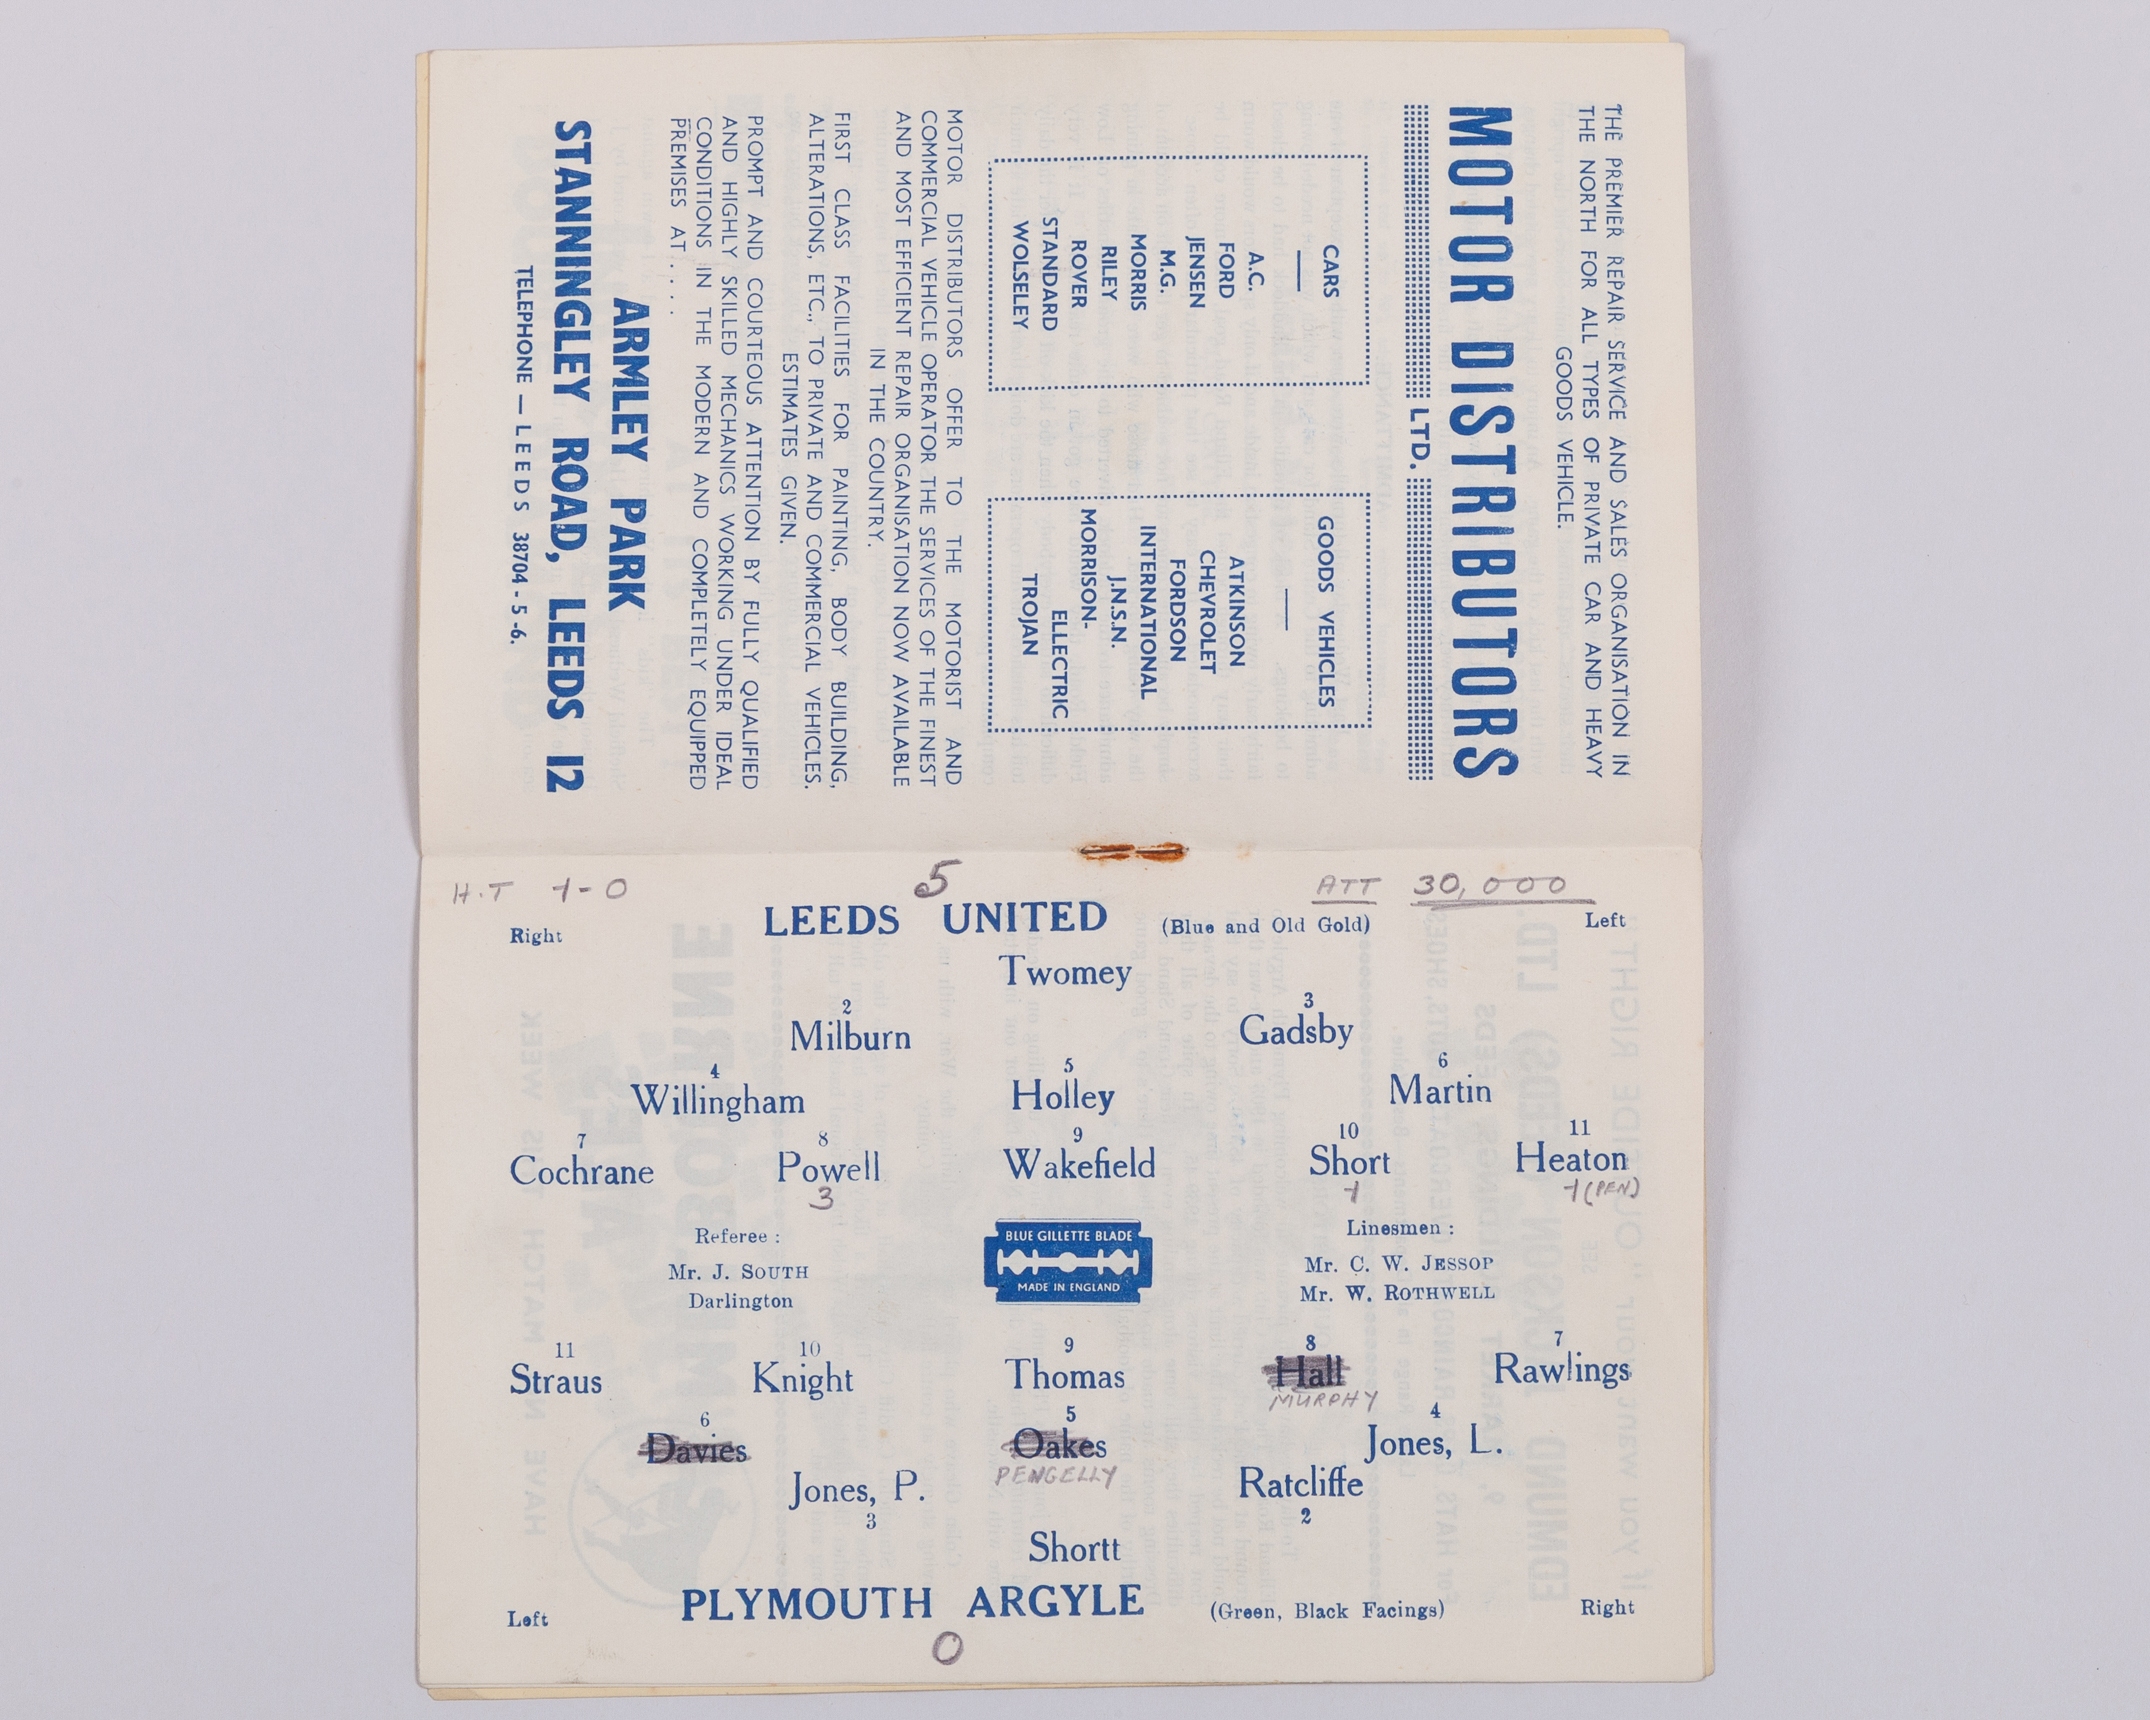 THE PREMIER REPAIR SERVICE AND SALES ORGANISATION IN
THE NORTH FOR ALL TYPES OF PRIVATE CAR AND HEAVY
GOODS VEHICLE.
MOTOR DISTRIBUTORS
LTD.
CARS
A.C.
FORD
JENSEN
M.G.
MORRIS
RILEY
ROVER
STANDARD
WOLSELEY
GOODS VEHICLES
ATKINSON
CHEVROLET
FORDSON
INTERNATIONAL
J.N.S.N.
MORRISON-
ELLECTRIC
TROJAN
MOTOR DISTRIBUTORS OFFER TO THE MOTORIST AND
COMMERCIAL VEHICLE OPERATOR THE SERVICES OF THE FINEST
AND MOST EFFICIENT REPAIR ORGANISATION NOW AVAILABLE
IN THE COUNTRY.
FIRST CLASS FACILITIES FOR PAINTING, BODY BUILDING,
ALTERATIONS, ETC., TO PRIVATE AND COMMERCIAL VEHICLES.
ESTIMATES GIVEN.
PROMPT AND COURTEOUS ATTENTION BY FULLY QUALIFIED
AND HIGHLY SKILLED MECHANICS WORKING UNDER IDEAL
CONDITIONS IN THE MODERN AND COMPLETELY EQUIPPED
PREMISES AT . . . .
ARMLEY PARK
STANNINGLEY ROAD, LEEDS 12
TELEPHONE — LEEDS 38704 - 5 -6.
H.T 1-0 5 ATT 30,000
Right LEEDS UNITED (Blue and Old Gold) Left
Twomey
2 3
Milburn Gadsby
4 5 6
Willingham Holley Martin
7 8 9 10 11
Cochrane Powell Wakefield Short Heaton
3 1 1 (PEN)
Referee :
Mr. J. SOUTH
Darlington
BLUE GILLETTE BLADE
MADE IN ENGLAND
Linesmen :
Mr. C. W. JESSOP
Mr. W. ROTHWELL
11 10 9 8 7
Straus Knight Thomas Hall Rawlings
MURPHY
6 5 4
Davies Oakes Jones, L.
PENGELLY
Jones, P. Ratcliffe
3 2
Shortt
Left PLYMOUTH ARGYLE (Green, Black Facings) Right
0